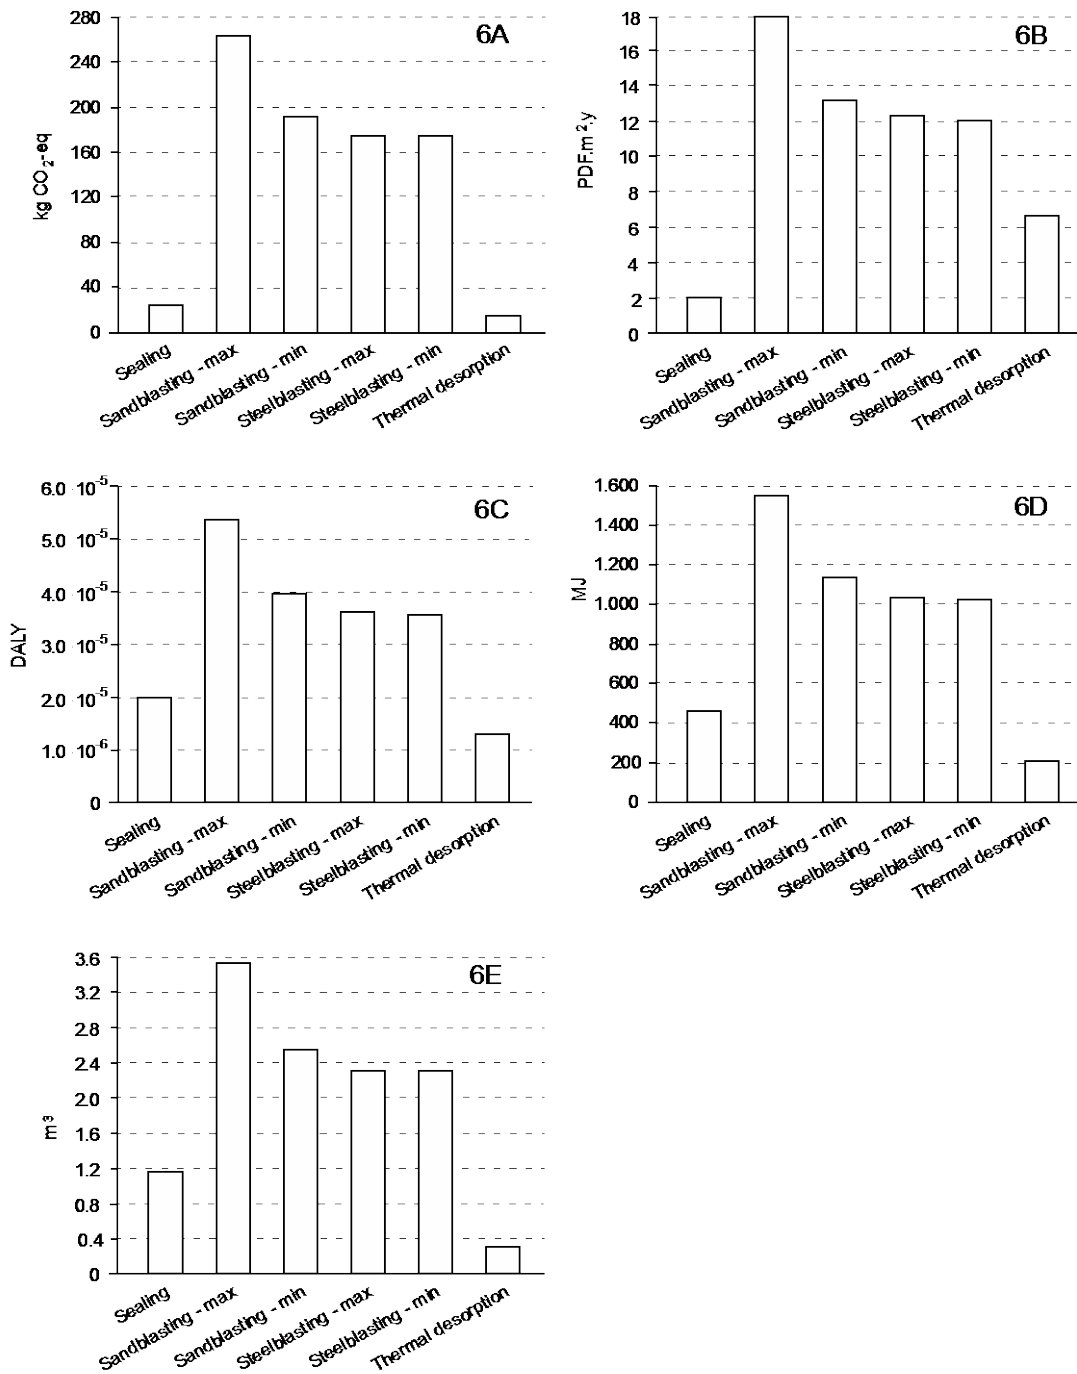 6A
kg CO2-eq
280
240
200
160
120
80
40
0
Sealing
Sandblasting - max
Sandblasting - min
Steelblasting - max
Steelblasting - min
Thermal desorption
6B
PDF.m².y
18
16
14
12
10
8
6
4
2
0
Sealing
Sandblasting - max
Sandblasting - min
Steelblasting - max
Steelblasting - min
Thermal desorption
6C
DALY
6.0 10⁻⁵
5.0 10⁻⁵
4.0 10⁻⁵
3.0 10⁻⁵
2.0 10⁻⁵
1.0 10⁻⁶
0
Sealing
Sandblasting - max
Sandblasting - min
Steelblasting - max
Steelblasting - min
Thermal desorption
6D
MJ
1.600
1.400
1.200
1.000
800
600
400
200
0
Sealing
Sandblasting - max
Sandblasting - min
Steelblasting - max
Steelblasting - min
Thermal desorption
6E
m³
3.6
3.2
2.8
2.4
2.0
1.6
1.2
0.8
0.4
0
Sealing
Sandblasting - max
Sandblasting - min
Steelblasting - max
Steelblasting - min
Thermal desorption